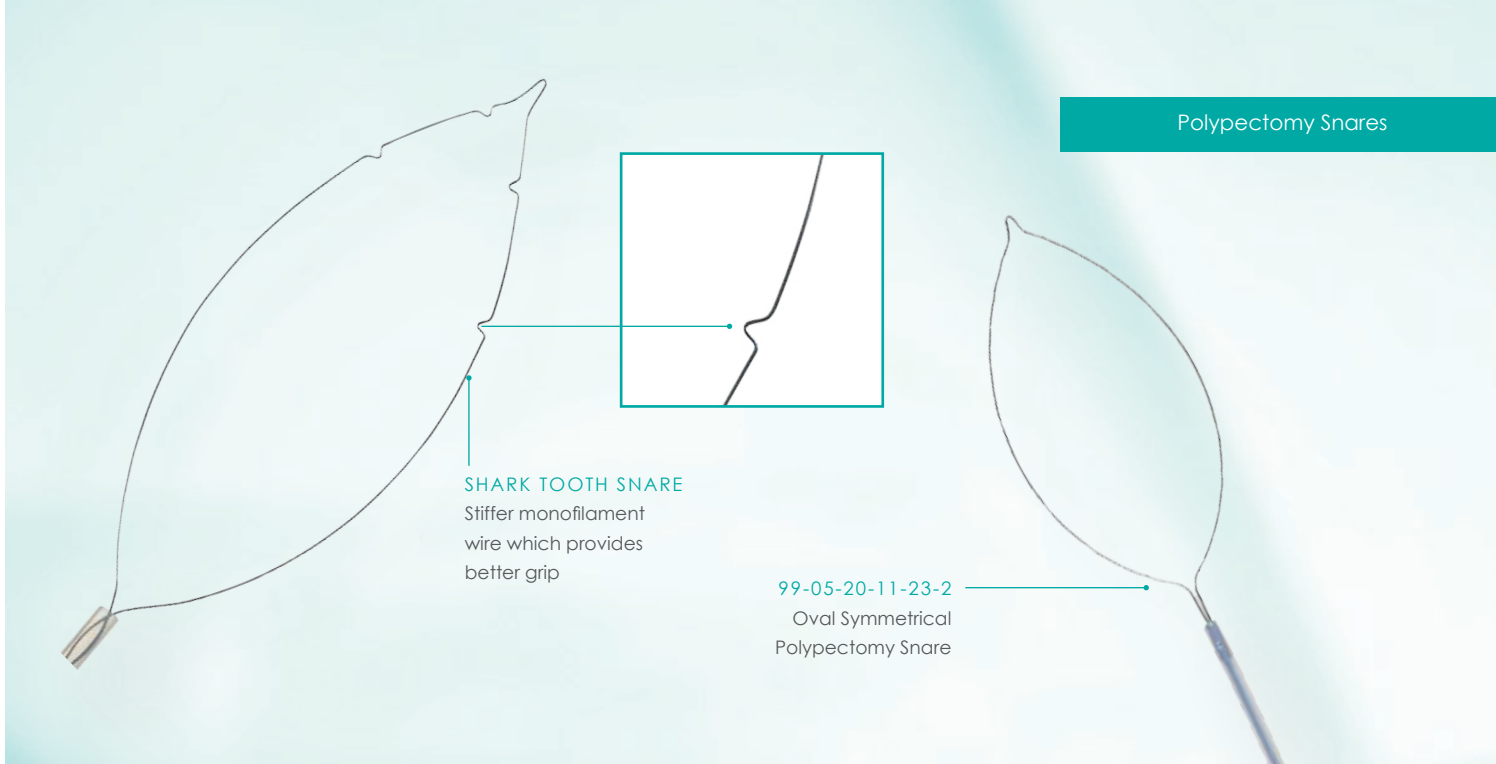 Polypectomy Snares
SHARK TOOTH SNARE
Stiffer monofilament
wire which provides
better grip
99-05-20-11-23-2
Oval Symmetrical
Polypectomy Snare